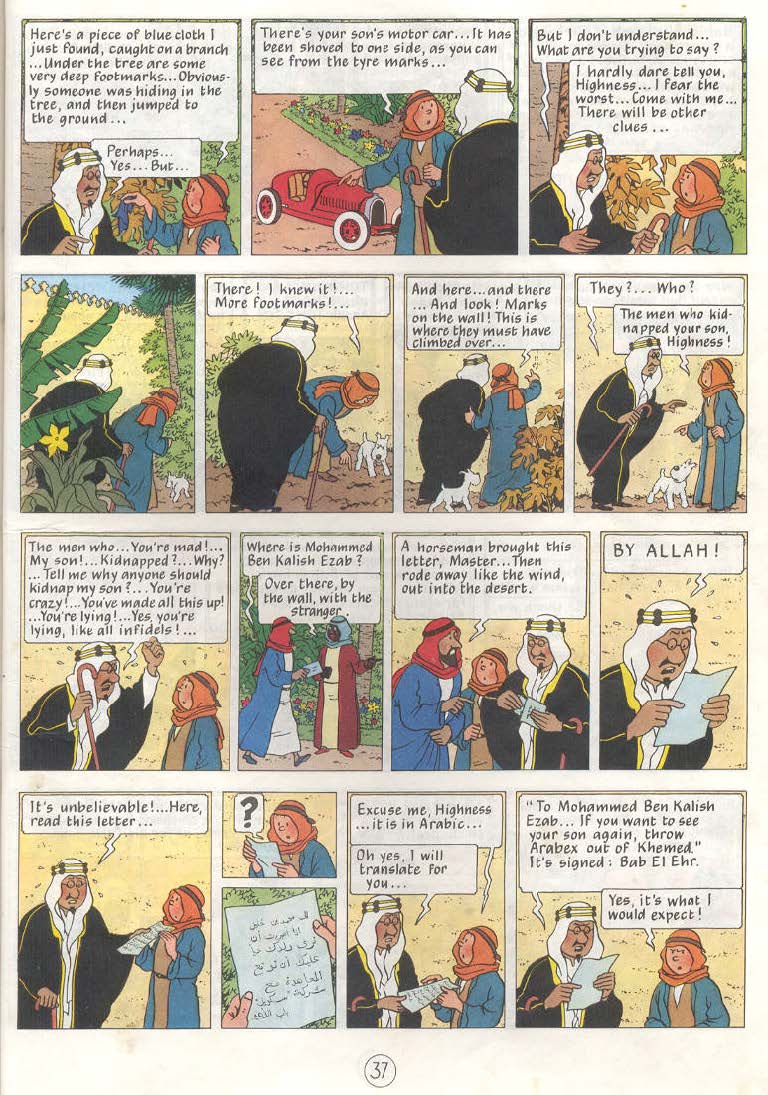 Here's a piece of blue cloth I
just found, caught on a branch
...Under the tree are some
very deep footmarks...Obvious-
ly someone was hiding in the
tree, and then jumped to
the ground...
Perhaps...
Yes...But...
There's your son's motor car...It has
been shoved to one side, as you can
see from the tyre marks...
But I don't understand...
What are you trying to say?
I hardly dare tell you,
Highness...I fear the
worst...Come with me...
There will be other
clues...
There! I knew it!...
More footmarks!...
And here...and there
...And look! Marks
on the wall! This is
where they must have
climbed over...
They?... Who?
The men who kid-
napped your son,
Highness!
The men who...You're mad!...
My son!...Kidnapped?...Why?
...Tell me why anyone should
kidnap my son?...You're
crazy!...You've made all this up!
...You're lying!...Yes, you're
lying, like all infidels!...
Where is Mohammed
Ben Kalish Ezab?
Over there, by
the wall, with the
stranger.
A horseman brought this
letter, Master...Then
rode away like the wind,
out into the desert.
BY ALLAH!
It's unbelievable!...Here,
read this letter...
?
محمد بن
أن
ترى ولدك
عليك أن توقع
المعاهدة مع
شركة "سكويل"
Excuse me, Highness
...it is in Arabic...
Oh yes, I will
translate for
you...
"To Mohammed Ben Kalish
Ezab... If you want to see
your son again, throw
Arabex out of Khemed."
It's signed: Bab El Ehr.
Yes, it's what I
would expect!
37